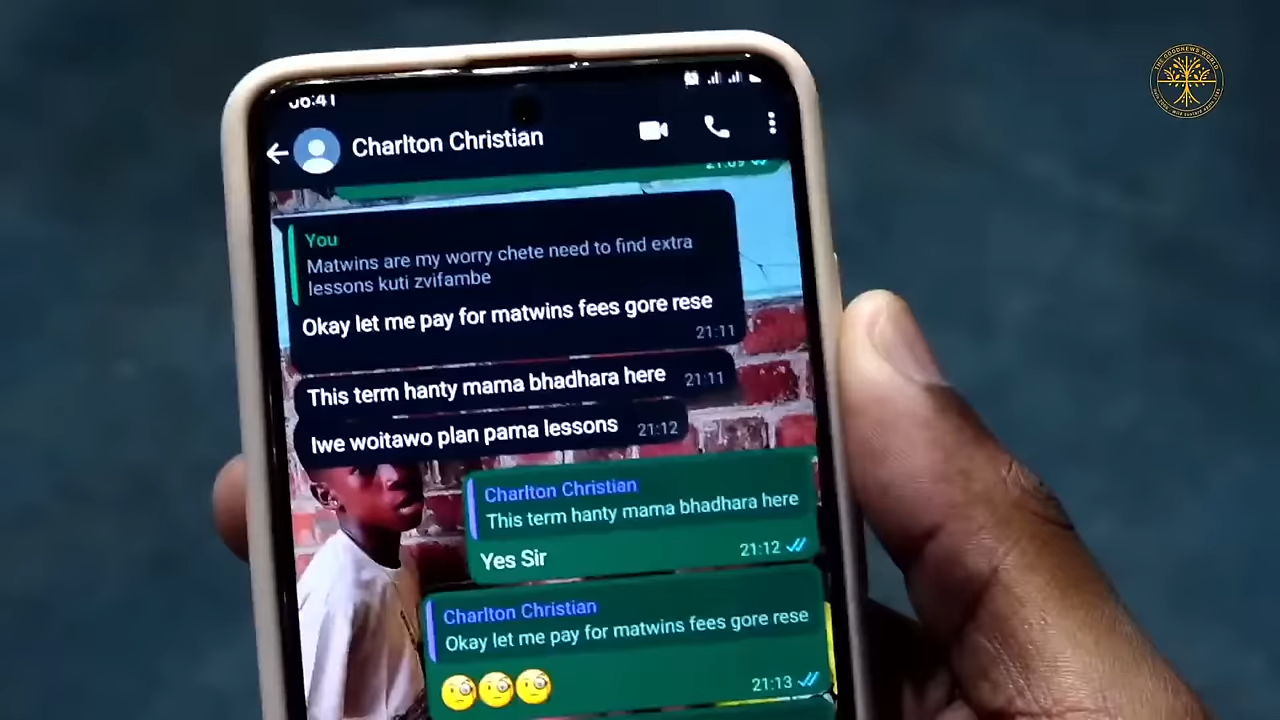 06:41
Charlton Christian
21:09
You
Matwins are my worry chete need to find extra
lessons kuti zvifambe
Okay let me pay for matwins fees gore rese
21:11
This term hanty mama bhadhara here
21:11
Iwe woitawo plan pama lessons
21:12
Charlton Christian
This term hanty mama bhadhara here
Yes Sir
21:12
Charlton Christian
Okay let me pay for matwins fees gore rese
🧐🧐🧐
21:13
THE GOODNEWS WORLD